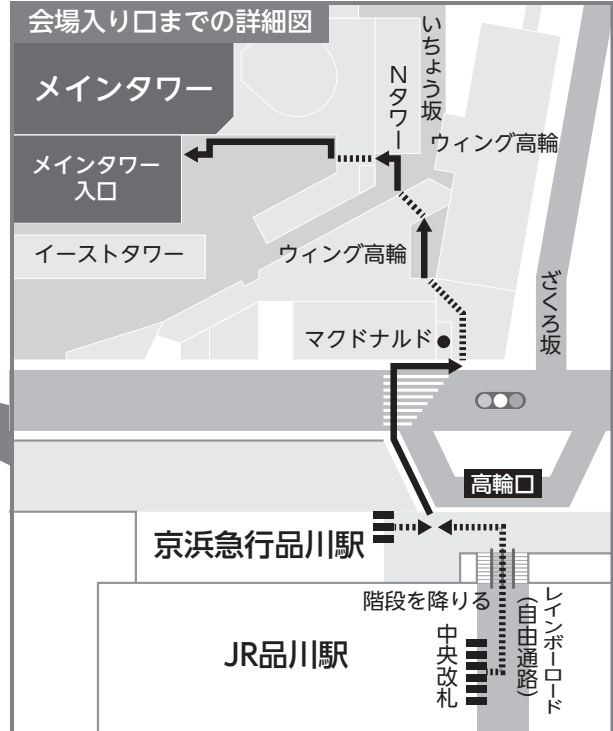 会場入り口までの詳細図
メインタワー
メインタワー
入口
Nタワー
いちょう坂
ウィング高輪
イーストタワー
ウィング高輪
ざくろ坂
マクドナルド
高輪口
京浜急行品川駅
階段を降りる
レインボーロード
(自由通路)
中央改札
JR品川駅